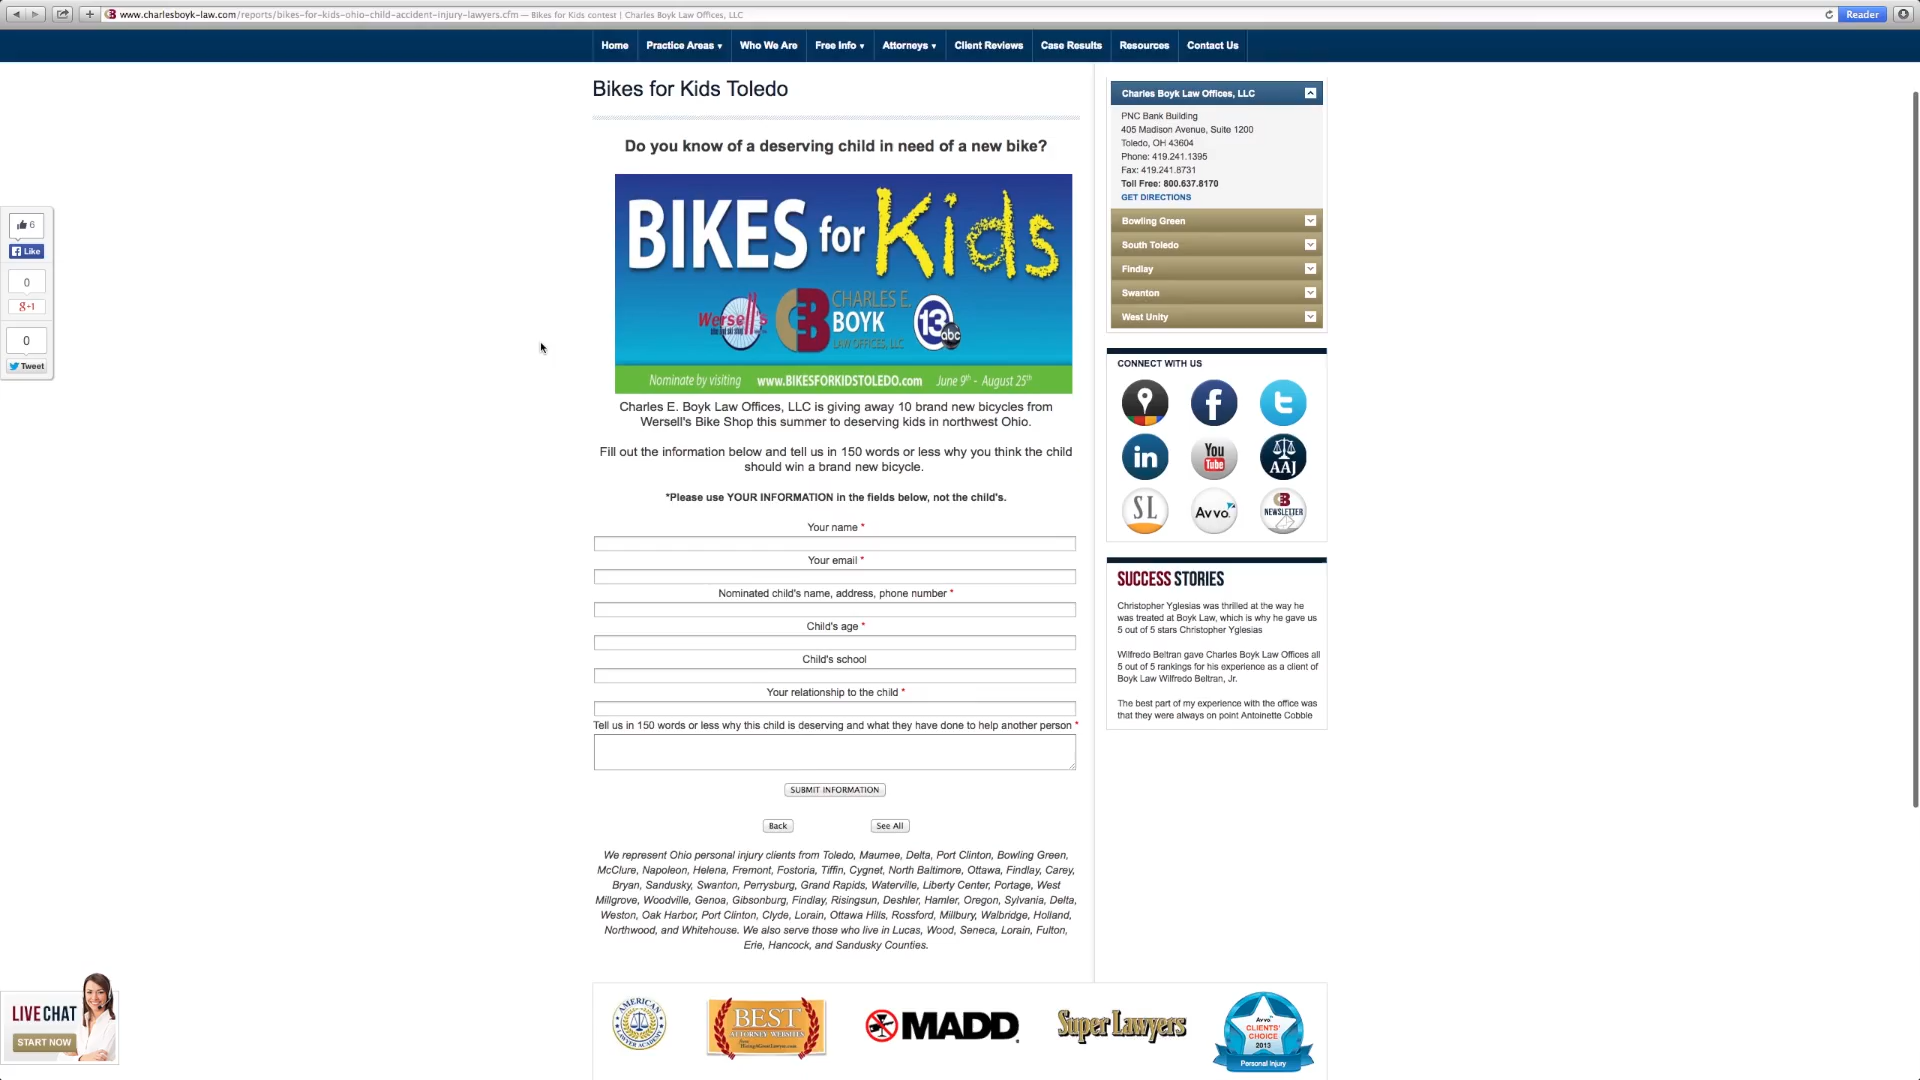 www.charlesboyk-law.com/reports/bikes-for-kids-ohio-child-accident-injury-lawyers.cfm — Bikes for Kids contest | Charles Boyk Law Offices, LLC
Reader
Home
Practice Areas
Who We Are
Free Info
Attorneys
Client Reviews
Case Results
Resources
Contact Us
Bikes for Kids Toledo
Do you know of a deserving child in need of a new bike?
BIKES for Kids
Wersell's
CB
CHARLES E.
BOYK
LAW OFFICES, LLC
13
abc
Nominate by visiting www.BIKESFORKIDSTOLEDO.com June 9th - August 25th
Charles E. Boyk Law Offices, LLC is giving away 10 brand new bicycles from
Wersell's Bike Shop this summer to deserving kids in northwest Ohio.
Fill out the information below and tell us in 150 words or less why you think the child
should win a brand new bicycle.
*Please use YOUR INFORMATION in the fields below, not the child's.
Your name *
Your email *
Nominated child's name, address, phone number *
Child's age *
Child's school
Your relationship to the child *
Tell us in 150 words or less why this child is deserving and what they have done to help another person *
SUBMIT INFORMATION
Back
See All
We represent Ohio personal injury clients from Toledo, Maumee, Delta, Port Clinton, Bowling Green,
McClure, Napoleon, Helena, Fremont, Fostoria, Tiffin, Cygnet, North Baltimore, Ottawa, Findlay, Carey,
Bryan, Sandusky, Swanton, Perrysburg, Grand Rapids, Waterville, Liberty Center, Portage, West
Millgrove, Woodville, Genoa, Gibsonburg, Findlay, Risingsun, Deshler, Hamler, Oregon, Sylvania, Delta,
Weston, Oak Harbor, Port Clinton, Clyde, Lorain, Ottawa Hills, Rossford, Millbury, Walbridge, Holland,
Northwood, and Whitehouse. We also serve those who live in Lucas, Wood, Seneca, Lorain, Fulton,
Erie, Hancock, and Sandusky Counties.
Charles Boyk Law Offices, LLC
PNC Bank Building
405 Madison Avenue, Suite 1200
Toledo, OH 43604
Phone: 419.241.1395
Fax: 419.241.8731
Toll Free: 800.637.8170
GET DIRECTIONS
Bowling Green
South Toledo
Findlay
Swanton
West Unity
CONNECT WITH US
in
You Tube
AAJ
SL
Avvo
CB
NEWSLETTER
SUCCESS STORIES
Christopher Yglesias was thrilled at the way he
was treated at Boyk Law, which is why he gave us
5 out of 5 stars Christopher Yglesias
Wilfredo Beltran gave Charles Boyk Law Offices all
5 out of 5 rankings for his experience as a client of
Boyk Law Wilfredo Beltran, Jr.
The best part of my experience with the office was
that they were always on point Antoinette Cobbie
6
Like
0
g+1
0
Tweet
LIVE CHAT
START NOW
AMERICAN
LAWYER ACADEMY
BEST
ATTORNEY WEBSITES
MADD
Super Lawyers
Avvo
CLIENTS'
CHOICE
2013
Personal Injury